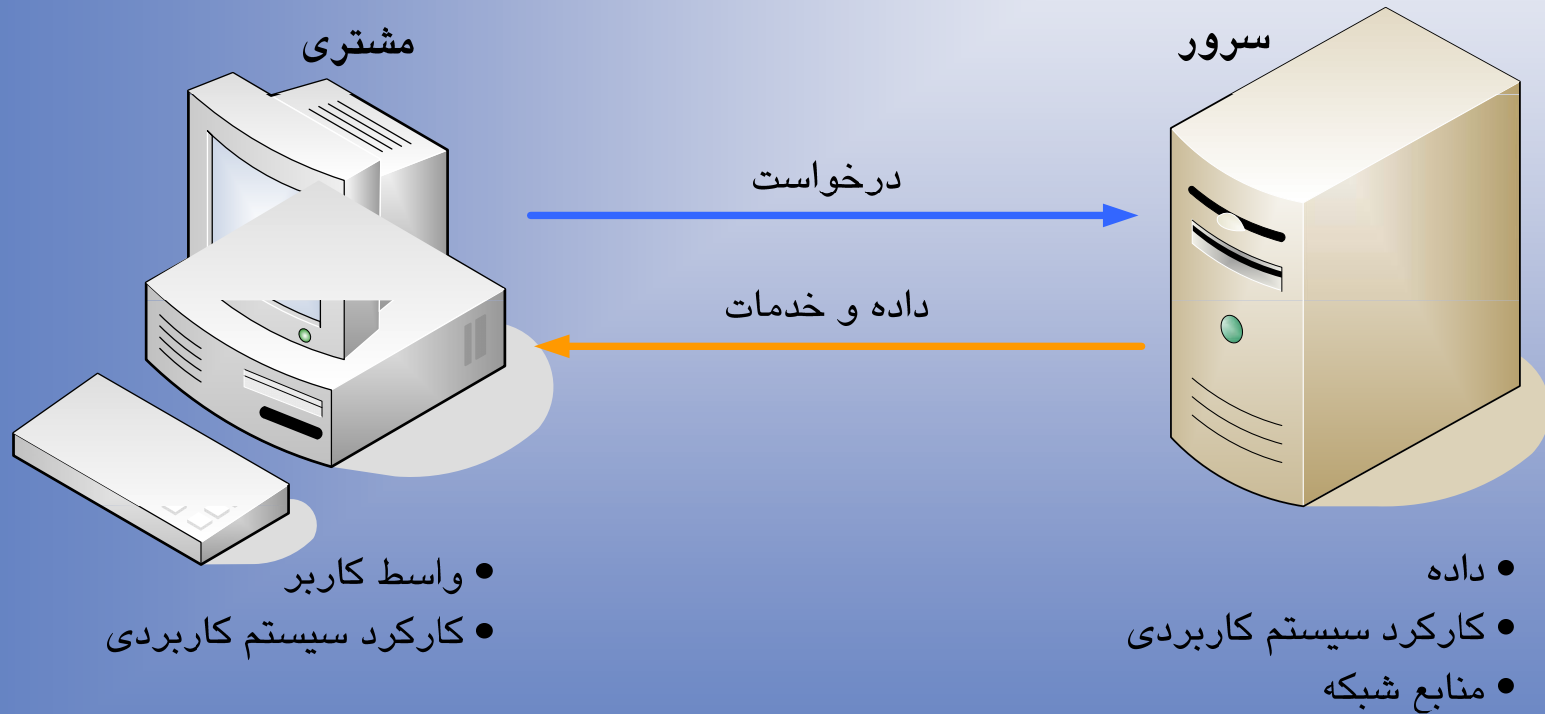 سرور
مشتری
درخواست
داده و خدمات
• داده
• کارکرد سیستم کاربردی
• منابع شبکه
• واسط کاربر
• کارکرد سیستم کاربردی